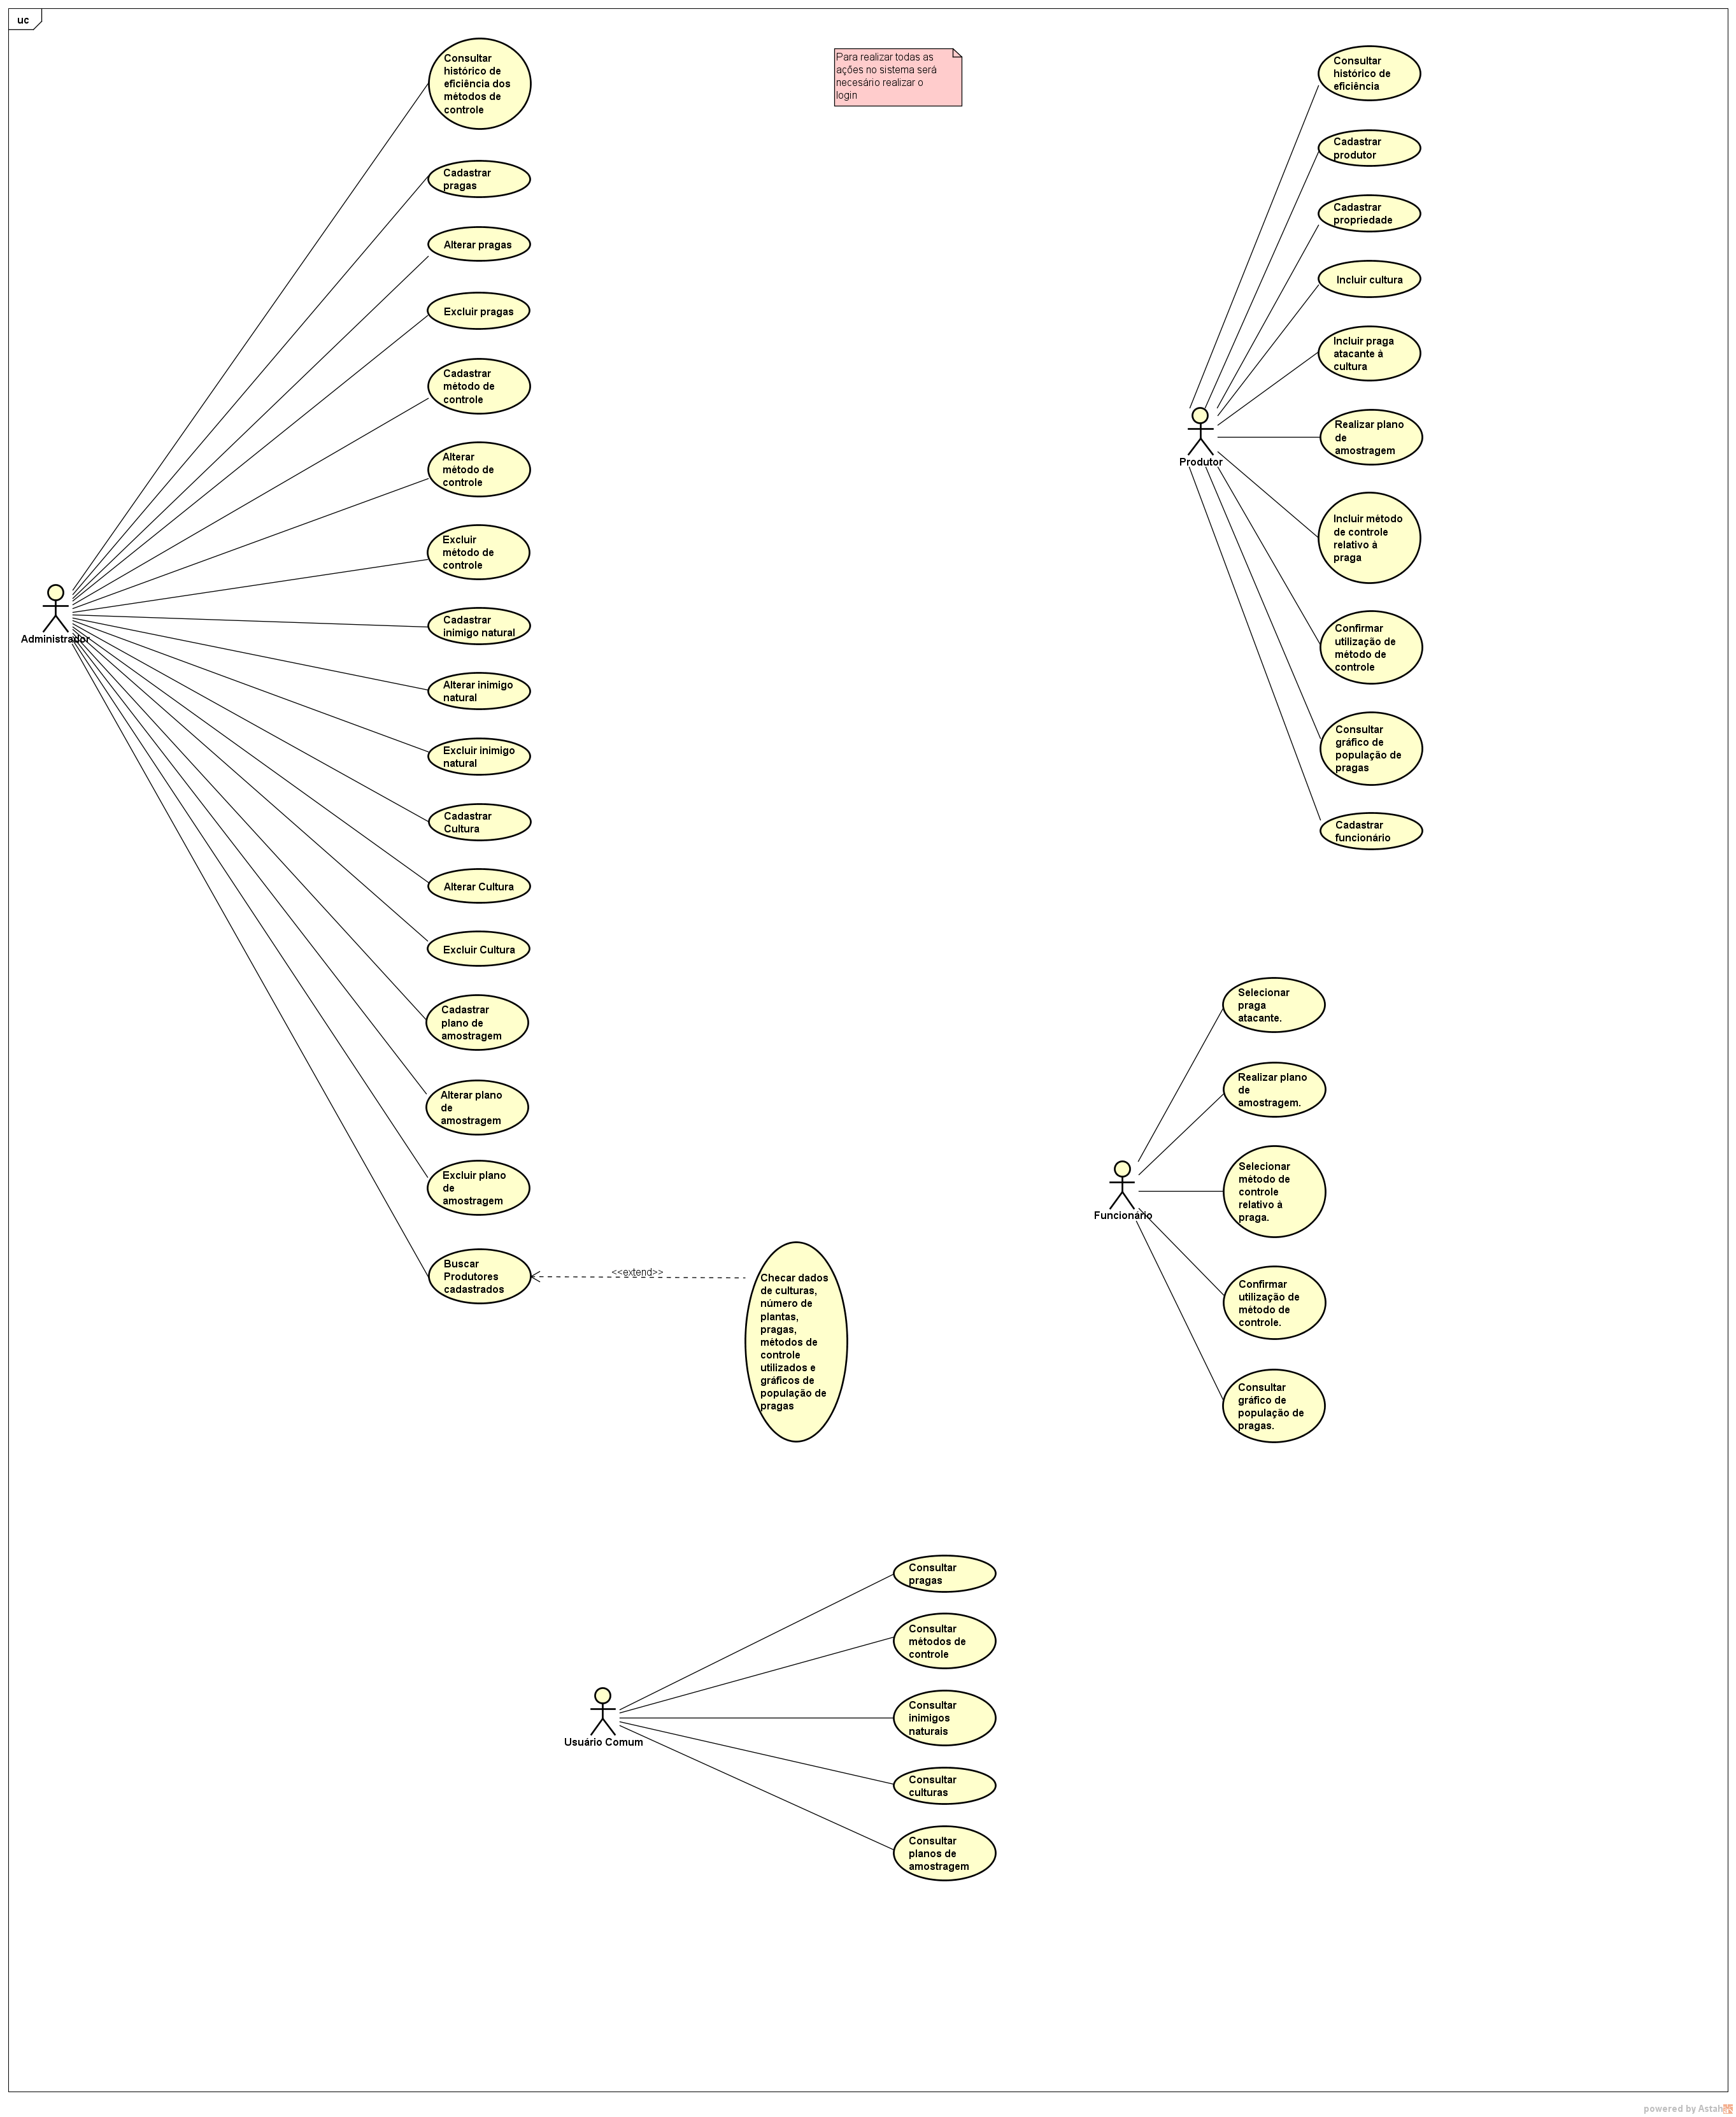 uc
Consultar
histórico de
eficiência dos
métodos de
controle
Cadastrar
pragas
Alterar pragas
Excluir pragas
Cadastrar
método de
controle
Alterar
método de
controle
Excluir
método de
controle
Cadastrar
inimigo natural
Alterar inimigo
natural
Excluir inimigo
natural
Cadastrar
Cultura
Alterar Cultura
Excluir Cultura
Cadastrar
plano de
amostragem
Alterar plano
de
amostragem
Excluir plano
de
amostragem
Buscar
Produtores
cadastrados
Administrador
<<extend>>
Checar dados
de culturas,
número de
plantas,
pragas,
métodos de
controle
utilizados e
gráficos de
população de
pragas
Para realizar todas as
ações no sistema será
necesário realizar o
login
Consultar
histórico de
eficiência
Cadastrar
produtor
Cadastrar
propriedade
Incluir cultura
Incluir praga
atacante à
cultura
Realizar plano
de
amostragem
Incluir método
de controle
relativo à
praga
Confirmar
utilização de
método de
controle
Consultar
gráfico de
população de
pragas
Cadastrar
funcionário
Produtor
Selecionar
praga
atacante.
Realizar plano
de
amostragem.
Selecionar
método de
controle
relativo à
praga.
Confirmar
utilização de
método de
controle.
Consultar
gráfico de
população de
pragas.
Funcionário
Consultar
pragas
Consultar
métodos de
controle
Consultar
inimigos
naturais
Consultar
culturas
Consultar
planos de
amostragem
Usuário Comum
powered by Astah